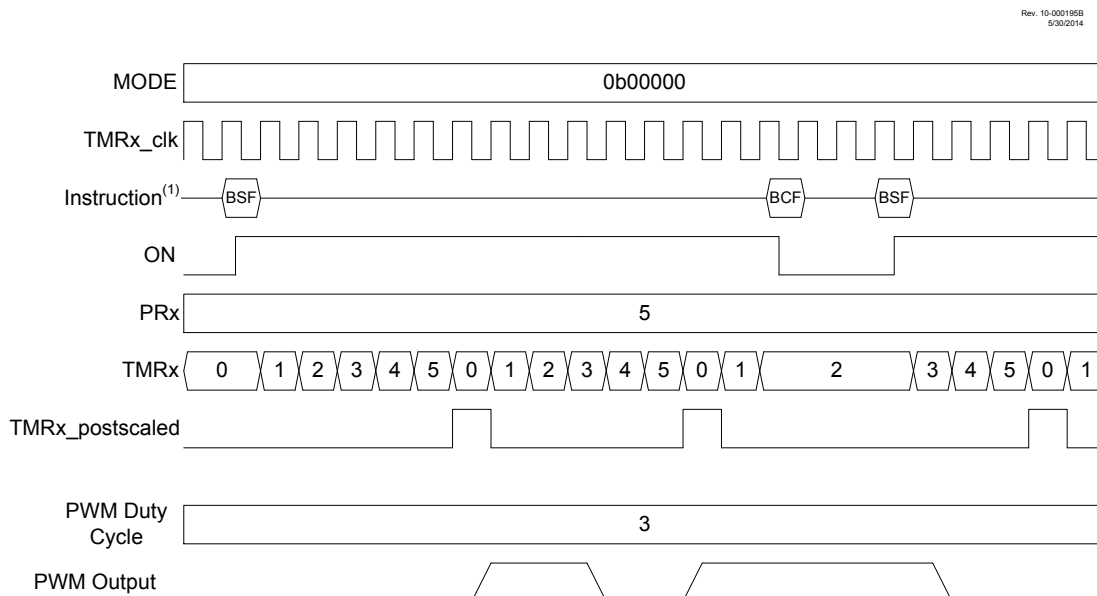 Rev. 10-000195B
5/30/2014
MODE 0b00000
TMRx_clk
Instruction(1) BSF BCF BSF
ON
PRx 5
TMRx 0 1 2 3 4 5 0 1 2 3 4 5 0 1 2 3 4 5 0 1
TMRx_postscaled
PWM Duty
Cycle 3
PWM Output